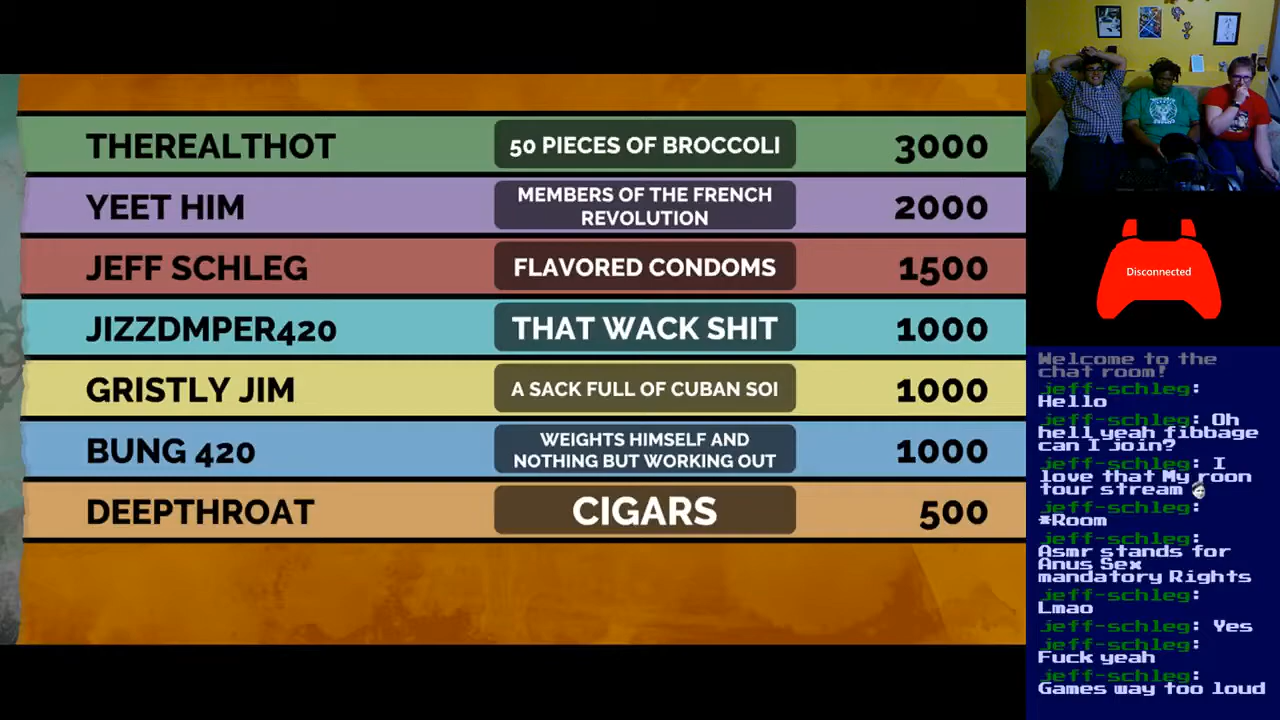 THEREALTHOT
50 PIECES OF BROCCOLI
3000
YEET HIM
MEMBERS OF THE FRENCH
REVOLUTION
2000
JEFF SCHLEG
FLAVORED CONDOMS
1500
JIZZDMPER420
THAT WACK SHIT
1000
GRISTLY JIM
A SACK FULL OF CUBAN SOI
1000
BUNG 420
WEIGHTS HIMSELF AND
NOTHING BUT WORKING OUT
1000
DEEPTHROAT
CIGARS
500
Disconnected
Welcome to the
chat room!
jeff-schleg:
Hello
jeff-schleg: Oh
hell yeah fibbage
can I join?
jeff-schleg: I
love that My roon
tour stream
jeff-schleg:
*Room
jeff-schleg:
Asmr stands for
Anus Sex
mandatory Rights
jeff-schleg:
Lmao
jeff-schleg: Yes
jeff-schleg:
Fuck yeah
jeff-schleg:
Games way too loud